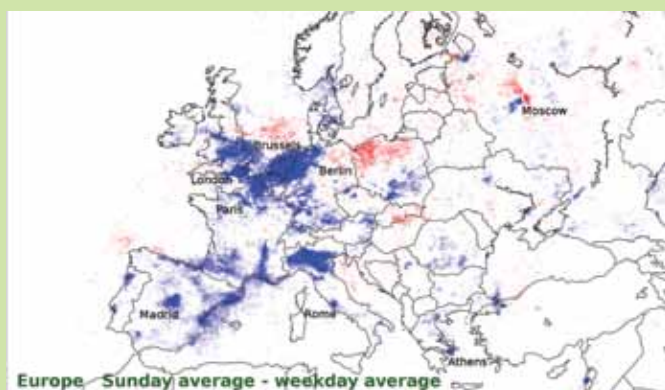 Moscow
Brussels
Berlin
London
Paris
Madrid
Rome
Athens
Europe Sunday average - weekday average